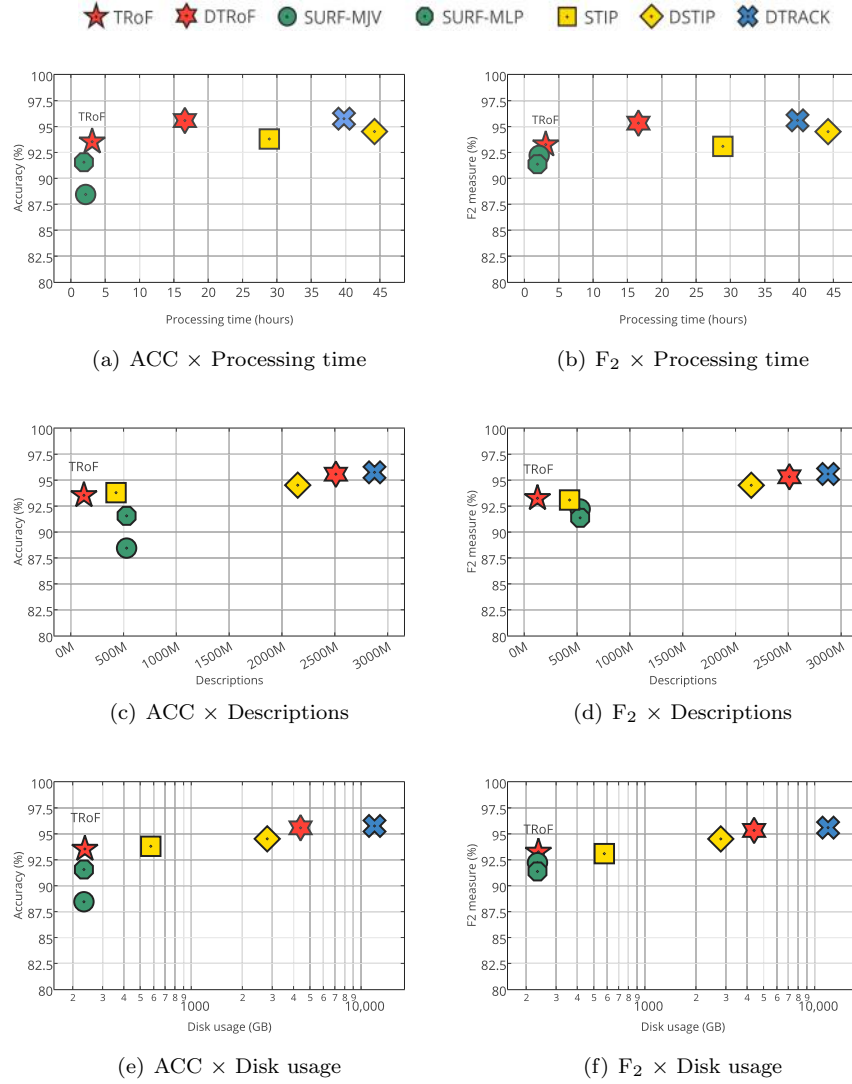 TRoF DTRoF SURF-MJV SURF-MLP STIP DSTIP DTRACK
100
97.5
95
92.5
90
87.5
85
82.5
80
Accuracy (%)
TRoF
0 5 10 15 20 25 30 35 40 45
Processing time (hours)
(a) ACC × Processing time
100
97.5
95
92.5
90
87.5
85
82.5
80
F2 measure (%)
TRoF
0 5 10 15 20 25 30 35 40 45
Processing time (hours)
(b) F₂ × Processing time
100
97.5
95
92.5
90
87.5
85
82.5
80
Accuracy (%)
TRoF
0M 500M 1000M 1500M 2000M 2500M 3000M
Descriptions
(c) ACC × Descriptions
100
97.5
95
92.5
90
87.5
85
82.5
80
F2 measure (%)
TRoF
0M 500M 1000M 1500M 2000M 2500M 3000M
Descriptions
(d) F₂ × Descriptions
100
97.5
95
92.5
90
87.5
85
82.5
80
Accuracy (%)
TRoF
2 3 4 5 6 7 8 9 1000 2 3 4 5 6 7 8 9 10,000
Disk usage (GB)
(e) ACC × Disk usage
100
97.5
95
92.5
90
87.5
85
82.5
80
F2 measure (%)
TRoF
2 3 4 5 6 7 8 9 1000 2 3 4 5 6 7 8 9 10,000
Disk usage (GB)
(f) F₂ × Disk usage